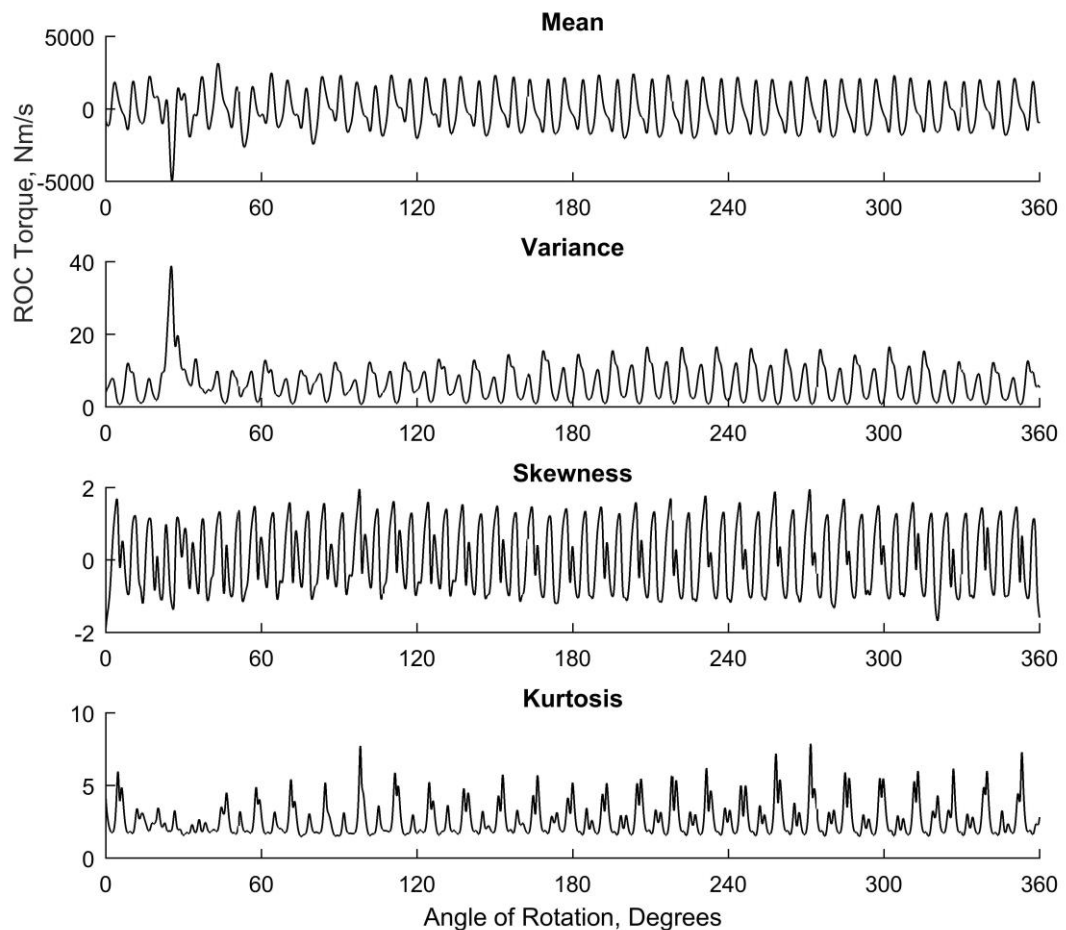 Mean
ROC Torque, Nm/s
5000
0
-5000
0 60 120 180 240 300 360
Variance
40
20
0
0 60 120 180 240 300 360
Skewness
2
0
-2
0 60 120 180 240 300 360
Kurtosis
10
5
0
0 60 120 180 240 300 360
Angle of Rotation, Degrees